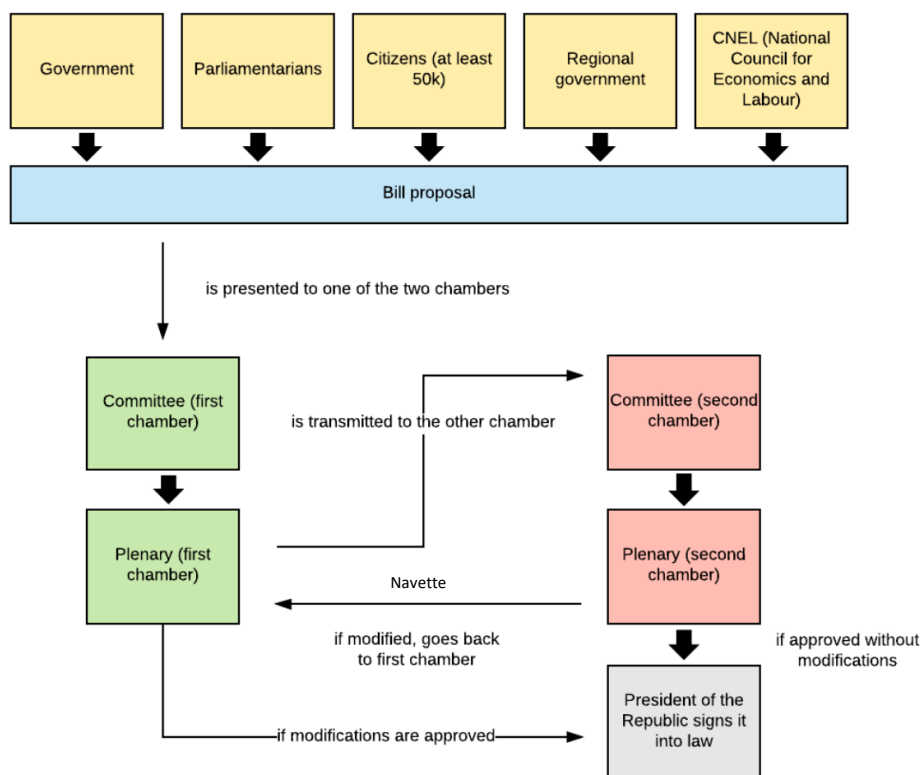 Government
Parliamentarians
Citizens (at least
50k)
Regional
government
CNEL (National
Council for
Economics and
Labour)
Bill proposal
is presented to one of the two chambers
Committee (first
chamber)
is transmitted to the other chamber
Committee (second
chamber)
Plenary (first
chamber)
Plenary (second
chamber)
Navette
if modified, goes back
to first chamber
if approved without
modifications
President of the
Republic signs it
into law
if modifications are approved